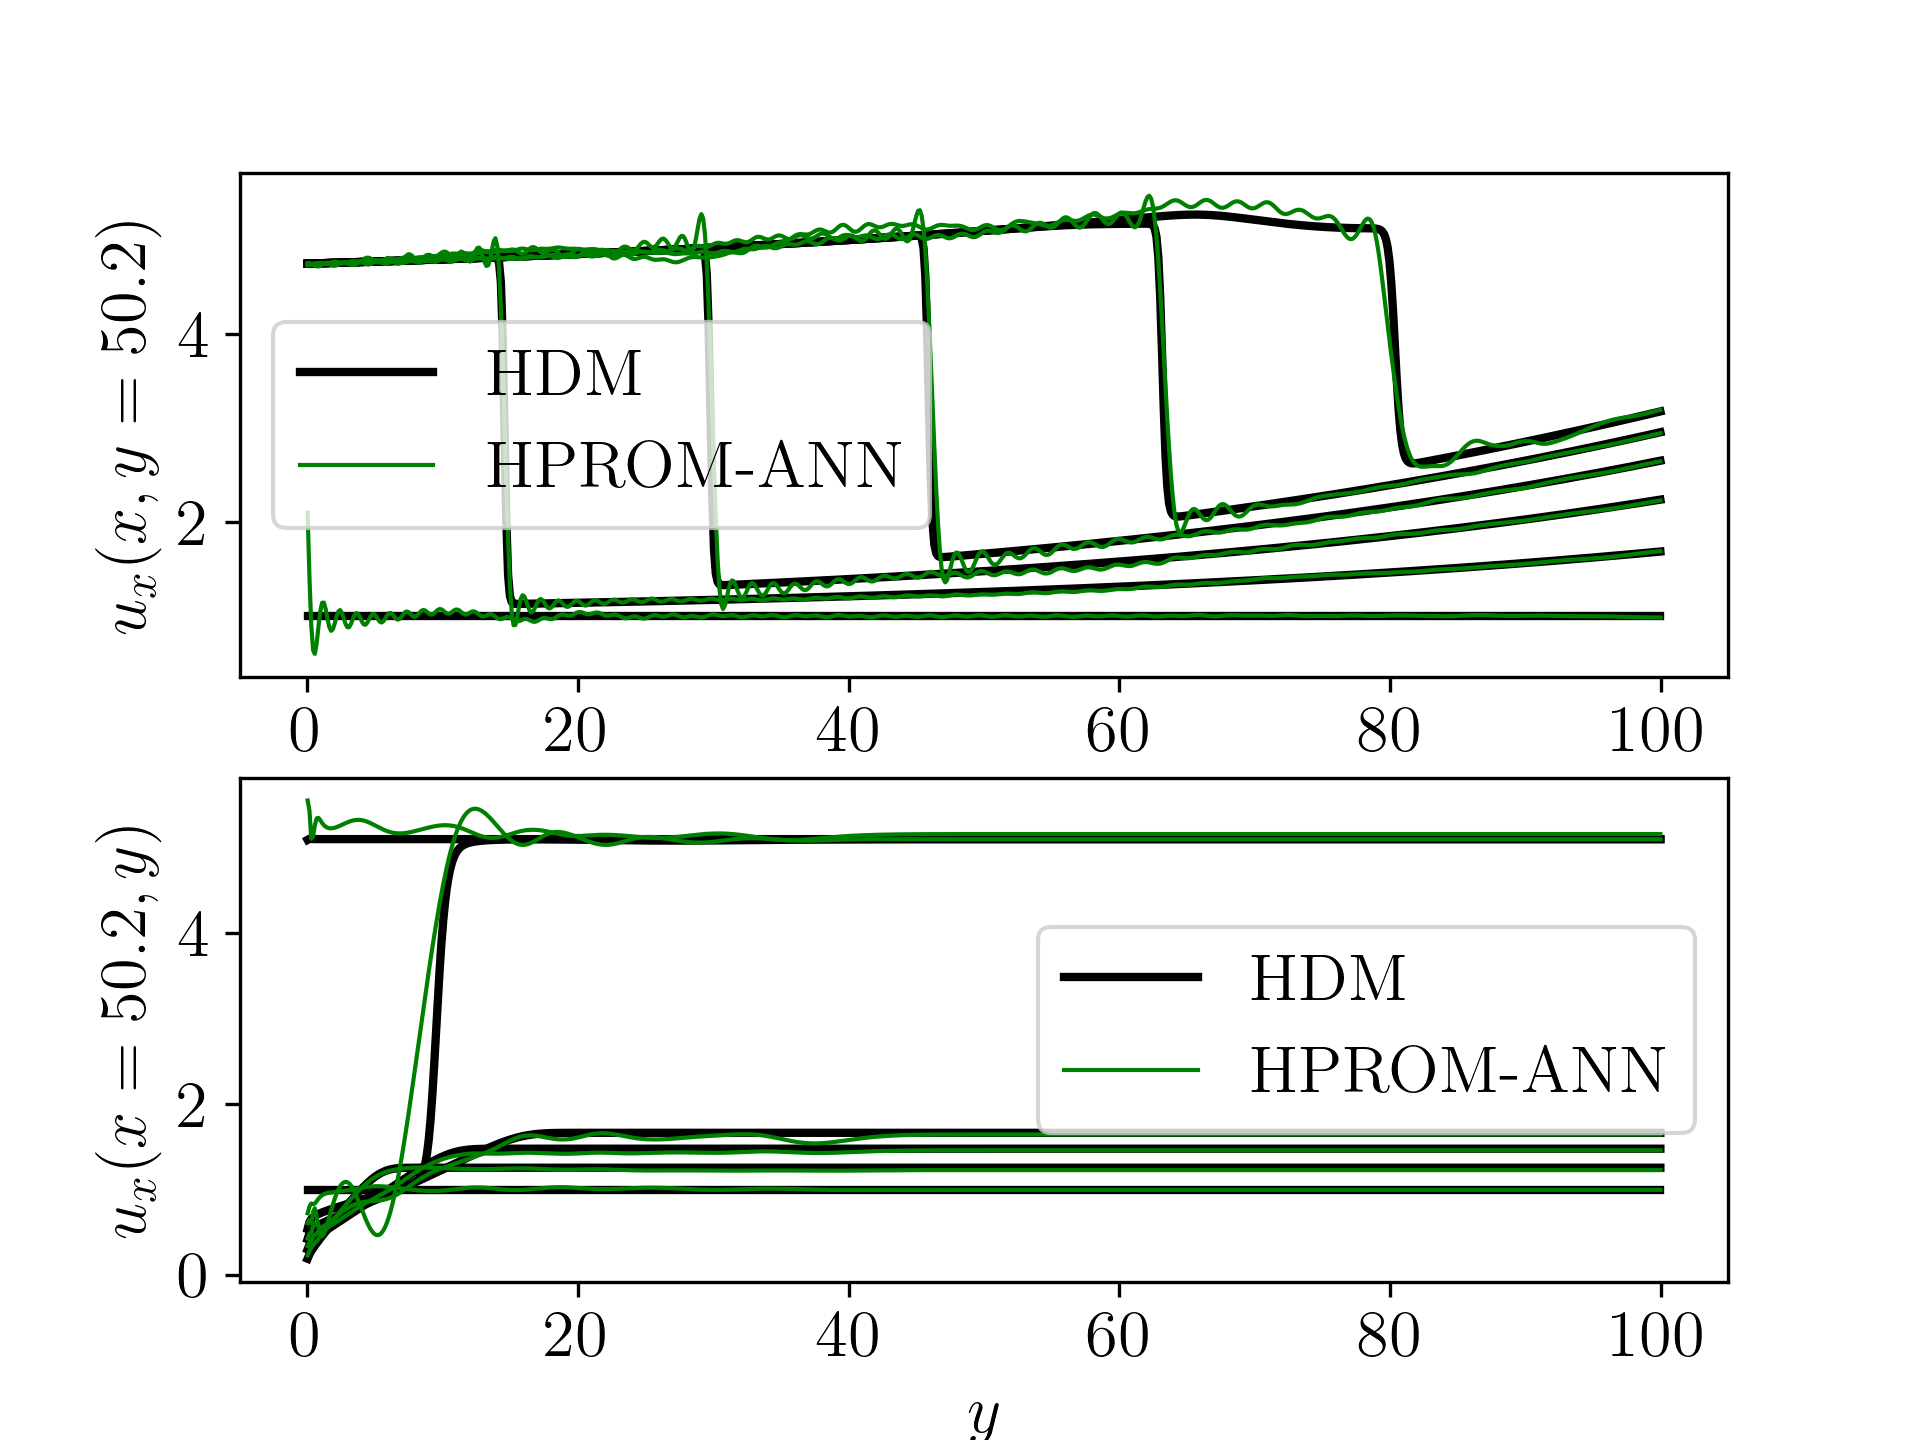 u_x(x, y = 50.2)
4
2
HDM
HPROM-ANN
0 20 40 60 80 100
u_x(x = 50.2, y)
4
2
0
HDM
HPROM-ANN
0 20 40 60 80 100
y